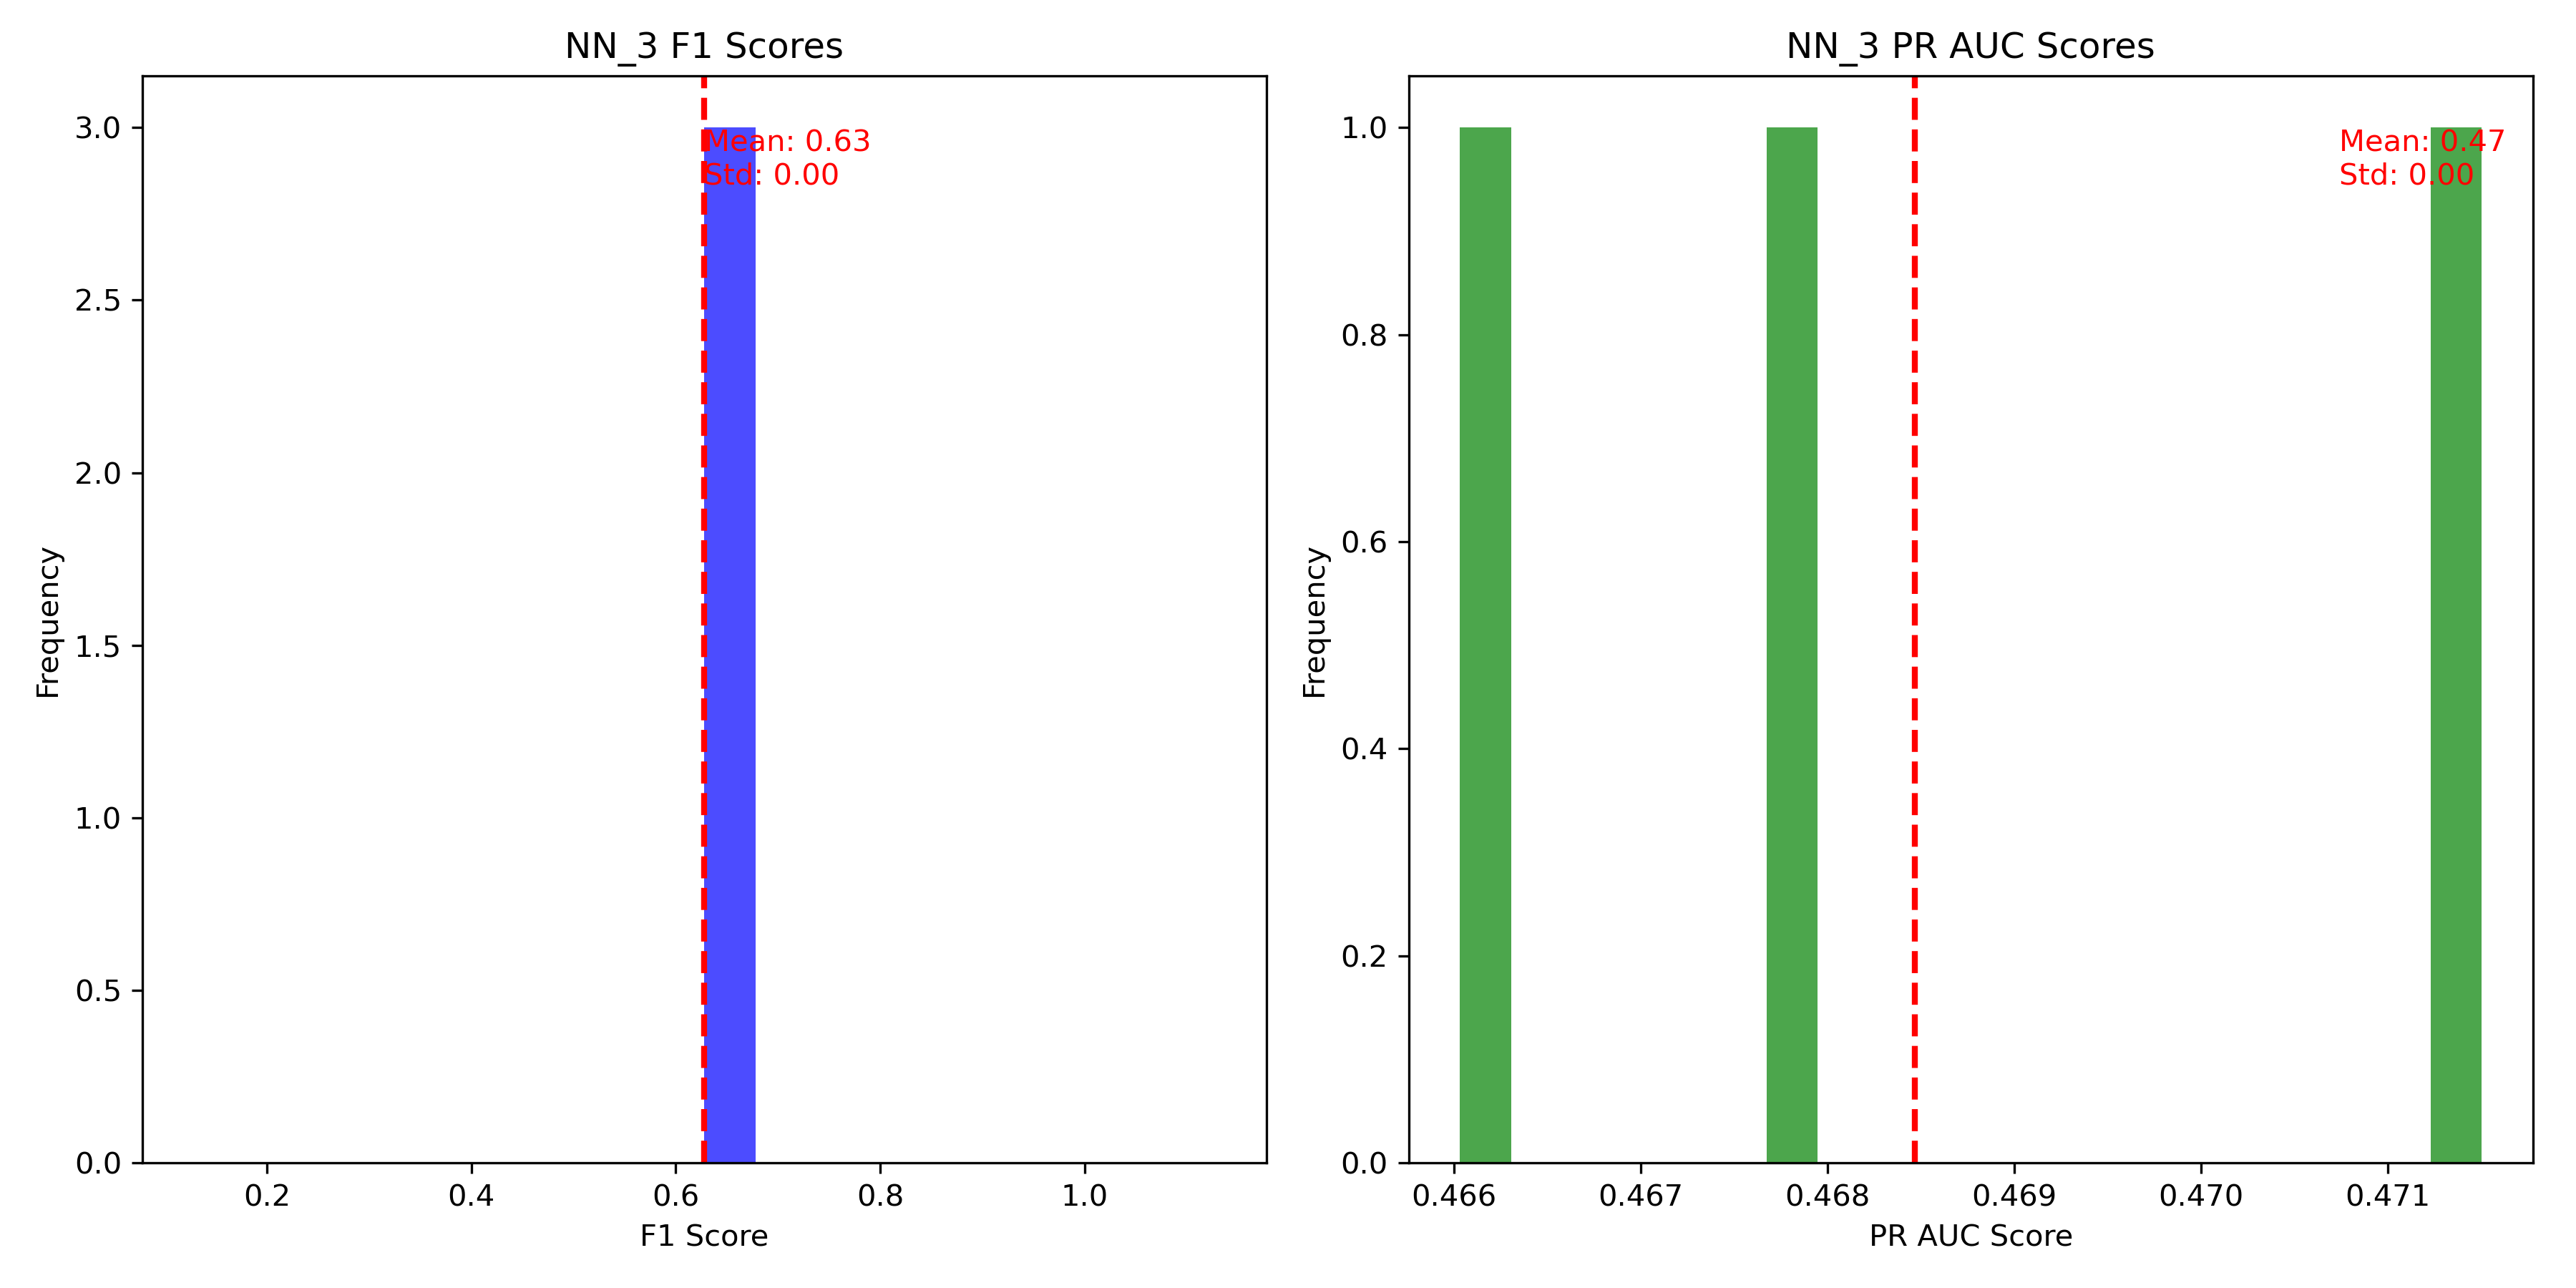 NN_3 F1 Scores
3.0
2.5
2.0
1.5
1.0
0.5
0.0
Frequency
Mean: 0.63
Std: 0.00
0.2 0.4 0.6 0.8 1.0
F1 Score
NN_3 PR AUC Scores
1.0
0.8
0.6
0.4
0.2
0.0
Frequency
Mean: 0.47
Std: 0.00
0.466 0.467 0.468 0.469 0.470 0.471
PR AUC Score